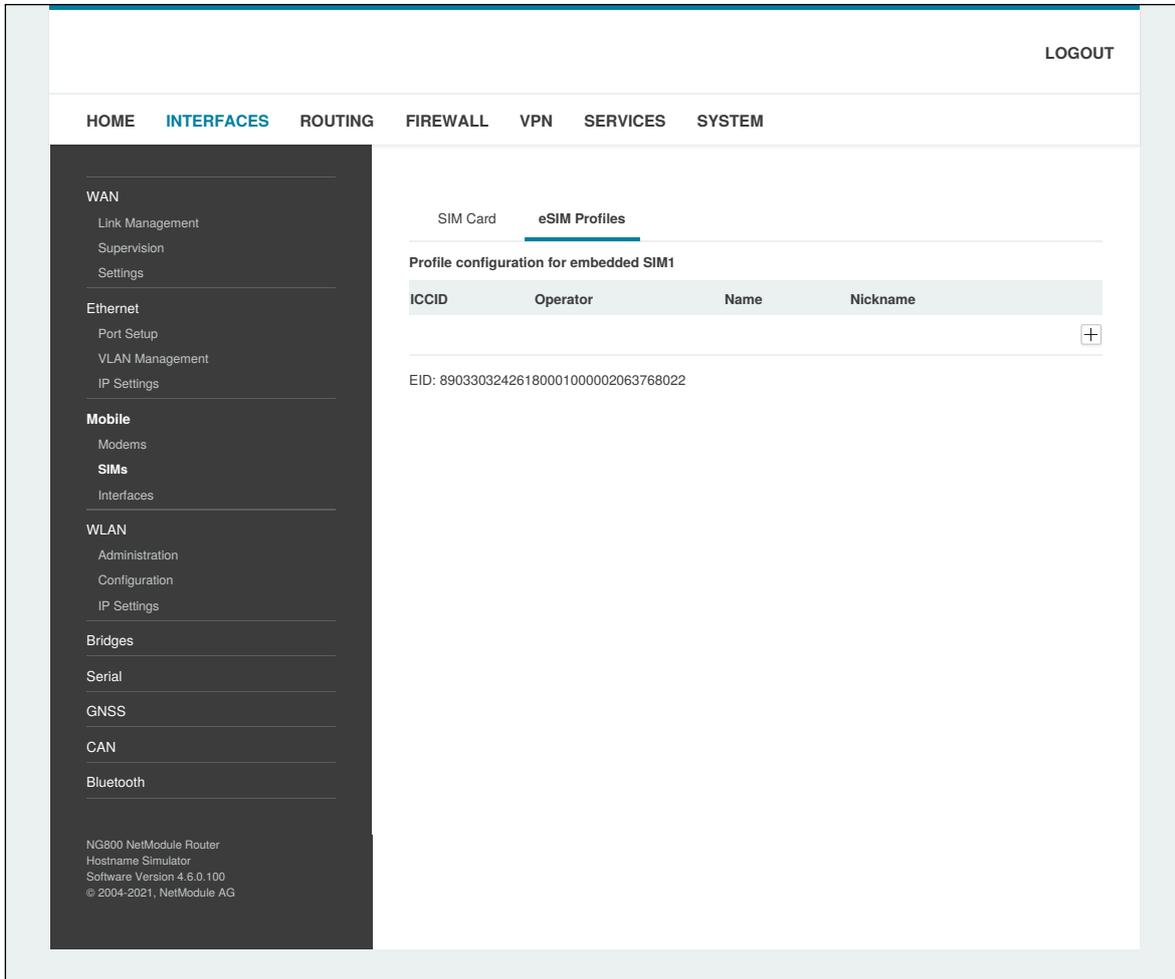 LOGOUT
HOME INTERFACES ROUTING FIREWALL VPN SERVICES SYSTEM
WAN
Link Management
Supervision
Settings
Ethernet
Port Setup
VLAN Management
IP Settings
Mobile
Modems
SIMs
Interfaces
WLAN
Administration
Configuration
IP Settings
Bridges
Serial
GNSS
CAN
Bluetooth
NG800 NetModule Router
Hostname Simulator
Software Version 4.6.0.100
© 2004-2021, NetModule AG
SIM Card eSIM Profiles
Profile configuration for embedded SIM1
ICCID Operator Name Nickname
EID: 89033032426180001000002063768022